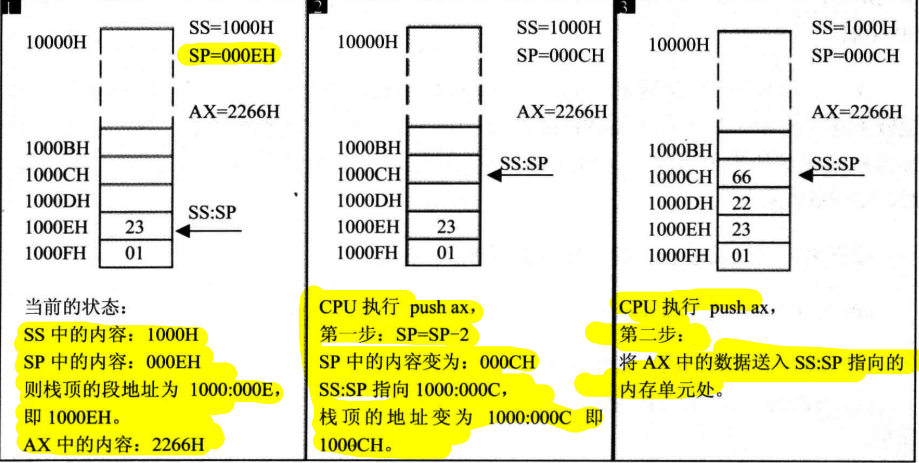 1
SS=1000H
SP=000EH
10000H
AX=2266H
1000BH
1000CH
1000DH
SS:SP
1000EH 23
1000FH 01
当前的状态：
SS 中的内容：1000H
SP 中的内容：000EH
则栈顶的段地址为 1000:000E，
即 1000EH。
AX 中的内容：2266H
2
SS=1000H
10000H
SP=000CH
AX=2266H
1000BH
SS:SP
1000CH
1000DH
1000EH 23
1000FH 01
CPU 执行 push ax，
第一步：SP=SP−2
SP 中的内容变为：000CH
SS:SP 指向 1000:000C，
栈顶的地址变为 1000:000C 即
1000CH。
3
SS=1000H
10000H
SP=000CH
AX=2266H
1000BH
SS:SP
1000CH 66
1000DH 22
1000EH 23
1000FH 01
CPU 执行 push ax，
第二步：
将 AX 中的数据送入 SS:SP 指向的
内存单元处。